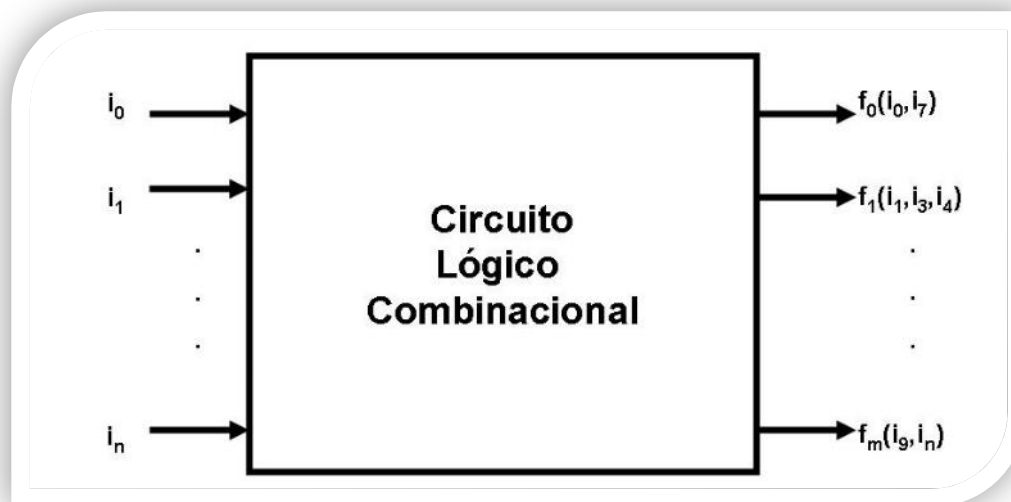 i₀
f₀(i₀,i₇)
i₁
f₁(i₁,i₃,i₄)
Circuito
Lógico
Combinacional
iₙ
fₘ(i₉,iₙ)